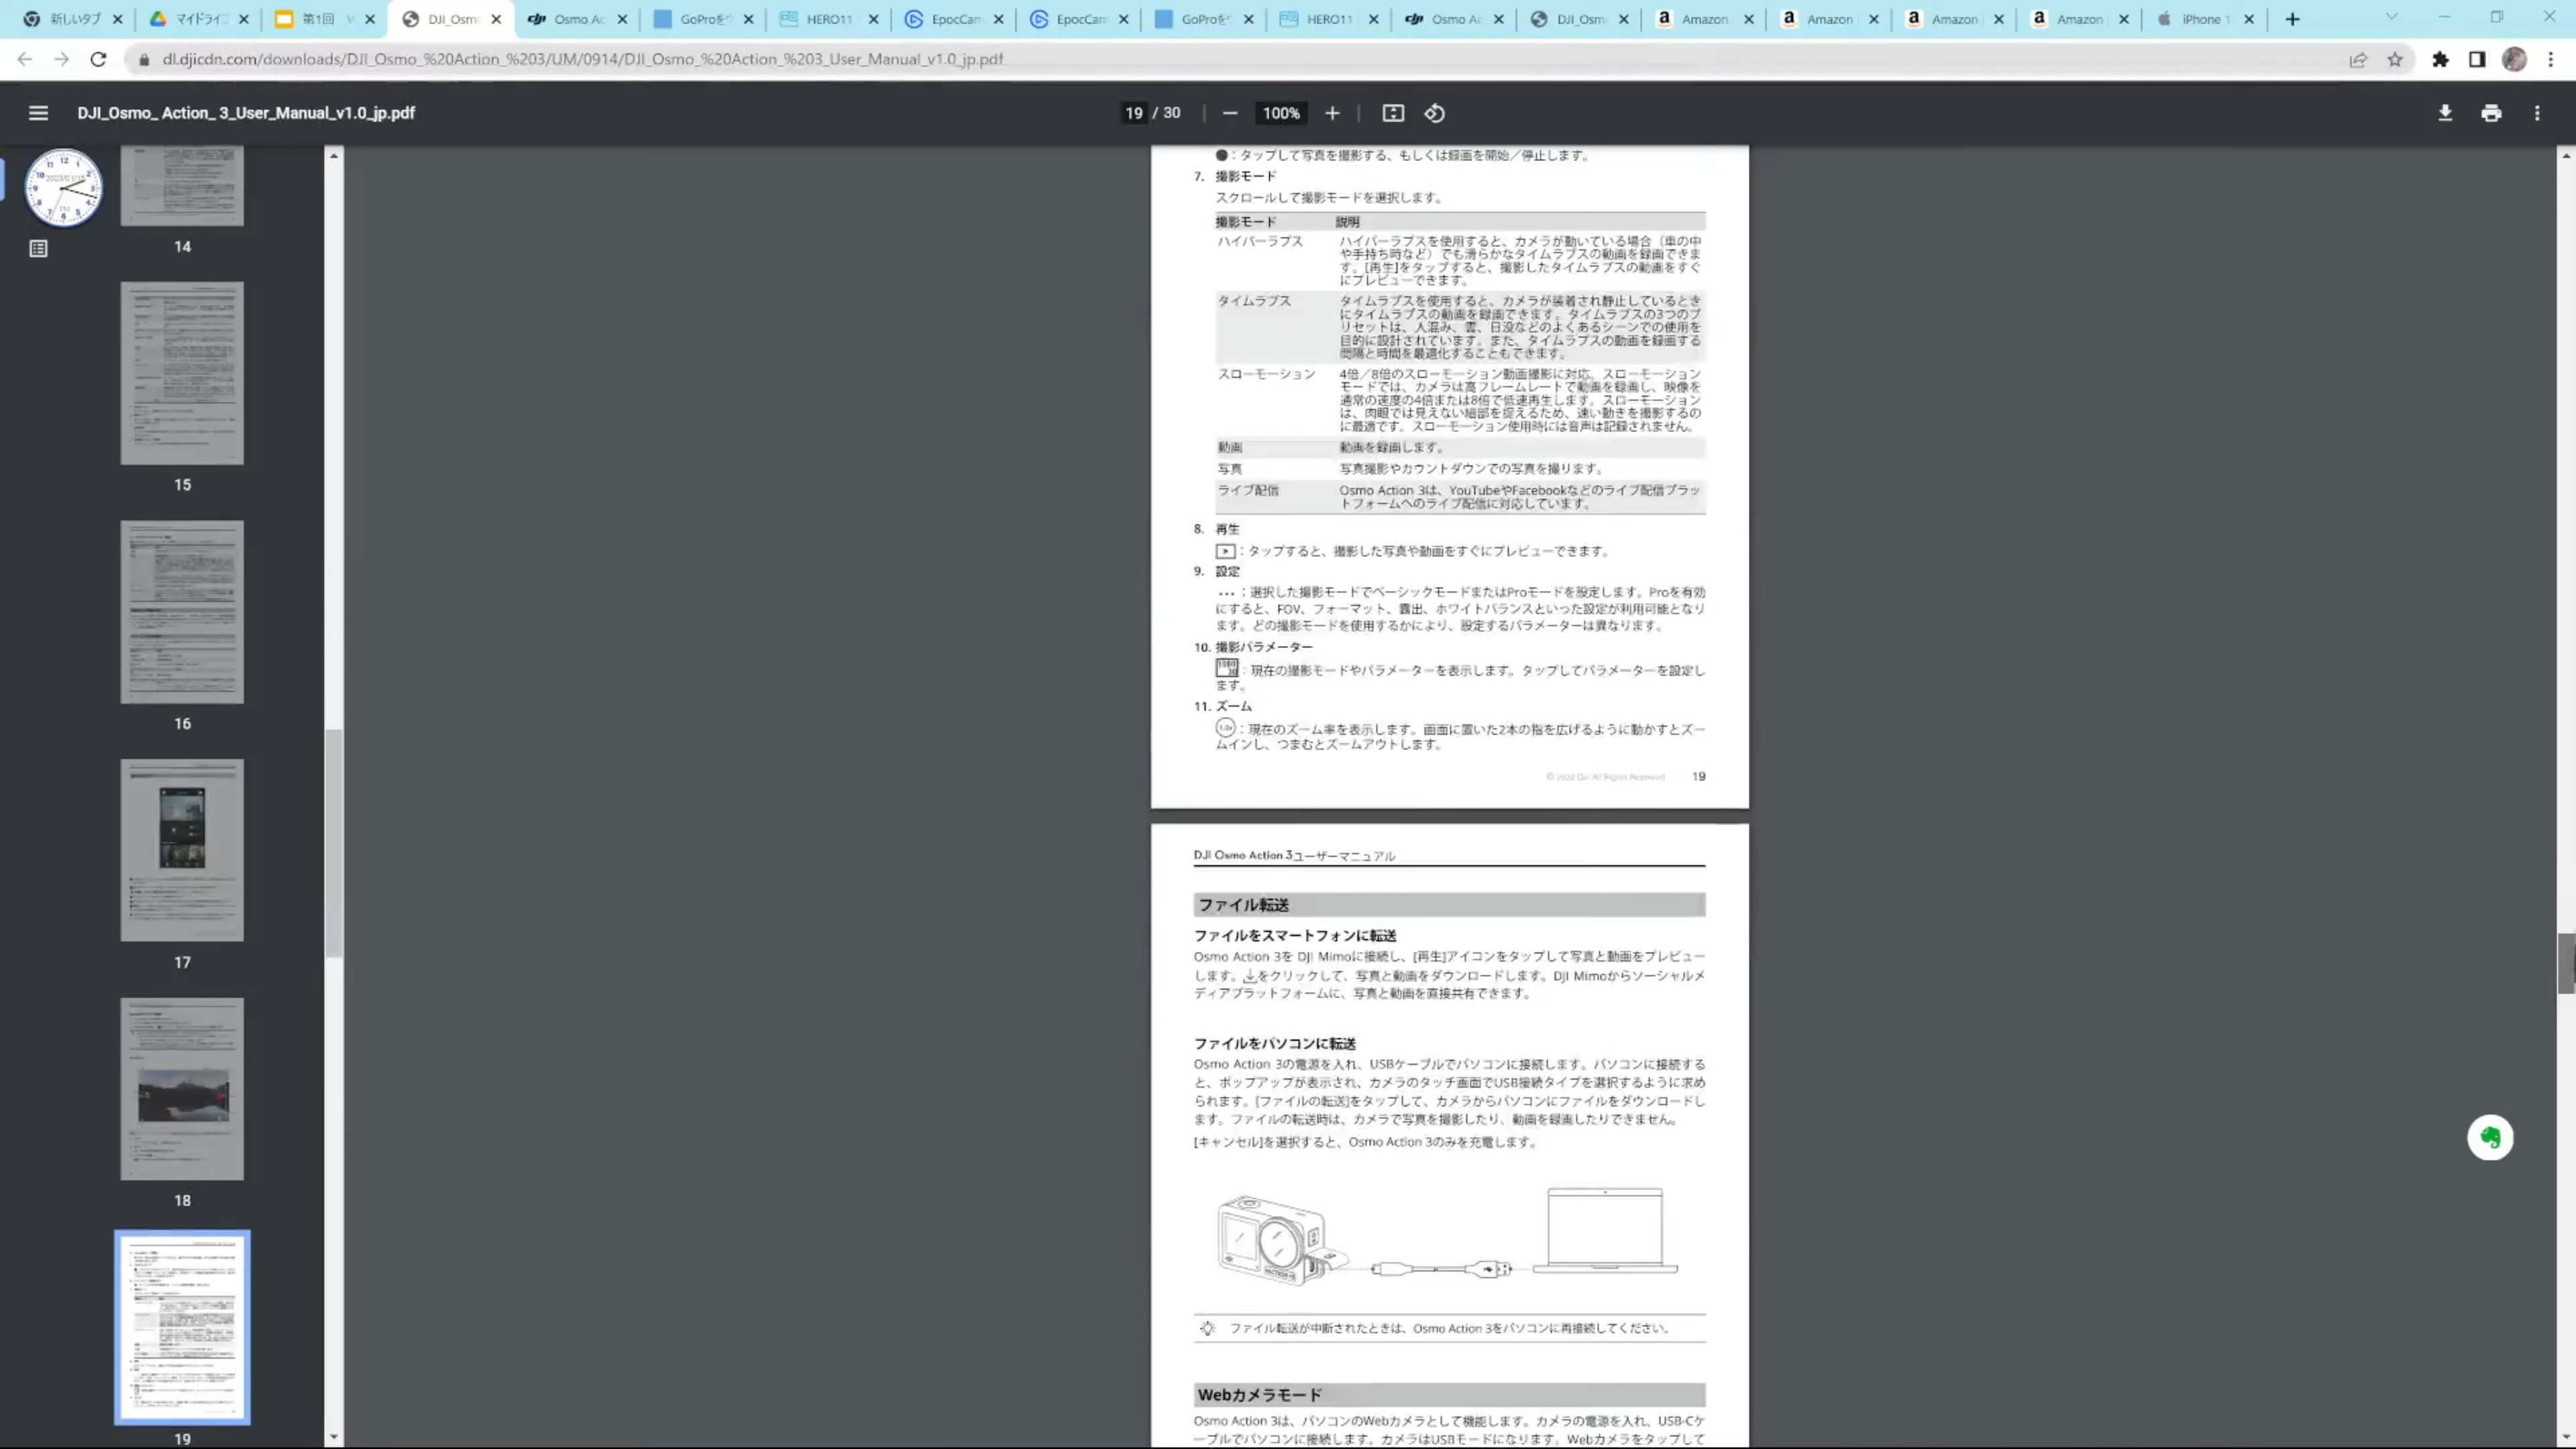 新しいタブ
マイドライブ
第1回
DJI_Osmo
Osmo Ac
GoProを
HERO11
EpocCam
EpocCam
GoProを
HERO11
Osmo Ac
DJI_Osmo
Amazon
Amazon
Amazon
Amazon
iPhone 1
dl.djicdn.com/downloads/DJI_Osmo_%20Action_%203/UM/0914/DJI_Osmo_%20Action_%203_User_Manual_v1.0_jp.pdf
DJI_Osmo_ Action_ 3_User_Manual_v1.0_jp.pdf
19 / 30
100%
14
15
16
17
18
19
●：タップして写真を撮影する、もしくは録画を開始／停止します。
7. 撮影モード
スクロールして撮影モードを選択します。
撮影モード 説明
ハイパーラプス ハイパーラプスを使用すると、カメラが動いている場合（車の中
や手持ち時など）でも滑らかなタイムラプスの動画を録画できま
す。[再生]をタップすると、撮影したタイムラプスの動画をすぐ
にプレビューできます。
タイムラプス タイムラプスを使用すると、カメラが装着され静止しているとき
にタイムラプスの動画を録画できます。タイムラプスの3つのプ
リセットは、人混み、雲、日没などのよくあるシーンでの使用を
目的に設計されています。また、タイムラプスの動画を録画する
間隔と時間を最適化することもできます。
スローモーション 4倍／8倍のスローモーション動画撮影に対応。スローモーション
モードでは、カメラは高フレームレートで動画を録画し、映像を
通常の速度の4倍または8倍で低速再生します。スローモーション
は、肉眼では見えない細部を捉えるため、速い動きを撮影するの
に最適です。スローモーション使用時には音声は記録されません。
動画 動画を録画します。
写真 写真撮影やカウントダウンでの写真を撮ります。
ライブ配信 Osmo Action 3は、YouTubeやFacebookなどのライブ配信プラッ
トフォームへのライブ配信に対応しています。
8. 再生
：タップすると、撮影した写真や動画をすぐにプレビューできます。
9. 設定
…：選択した撮影モードでベーシックモードまたはProモードを設定します。Proを有効
にすると、FOV、フォーマット、露出、ホワイトバランスといった設定が利用可能となり
ます。どの撮影モードを使用するかにより、設定するパラメーターは異なります。
10. 撮影パラメーター
：現在の撮影モードやパラメーターを表示します。タップしてパラメーターを設定し
ます。
11. ズーム
：現在のズーム率を表示します。画面に置いた2本の指を広げるように動かすとズー
ムインし、つまむとズームアウトします。
© 2022 DJI All Rights Reserved 19
DJI Osmo Action 3ユーザーマニュアル
ファイル転送
ファイルをスマートフォンに転送
Osmo Action 3を DJI Mimoに接続し、[再生]アイコンをタップして写真と動画をプレビュー
します。をクリックして、写真と動画をダウンロードします。DJI Mimoからソーシャルメ
ディアプラットフォームに、写真と動画を直接共有できます。
ファイルをパソコンに転送
Osmo Action 3の電源を入れ、USBケーブルでパソコンに接続します。パソコンに接続する
と、ポップアップが表示され、カメラのタッチ画面でUSB接続タイプを選択するように求め
られます。[ファイルの転送]をタップして、カメラからパソコンにファイルをダウンロードし
ます。ファイルの転送時は、カメラで写真を撮影したり、動画を録画したりできません。
[キャンセル]を選択すると、Osmo Action 3のみを充電します。
ファイル転送が中断されたときは、Osmo Action 3をパソコンに再接続してください。
Webカメラモード
Osmo Action 3は、パソコンのWebカメラとして機能します。カメラの電源を入れ、USB-Cケ
ーブルでパソコンに接続します。カメラはUSBモードになります。Webカメラをタップして